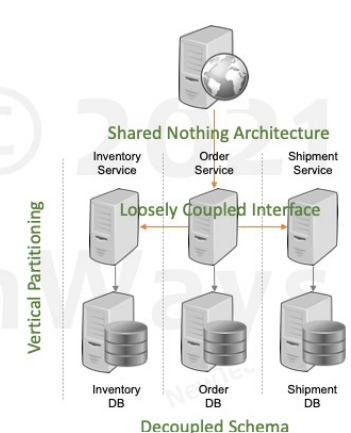 © 2021
Shared Nothing Architecture
Inventory
Service
Order
Service
Shipment
Service
Loosely Coupled Interface
Vertical Partitioning
Inventory
DB
Order
DB
Shipment
DB
Decoupled Schema